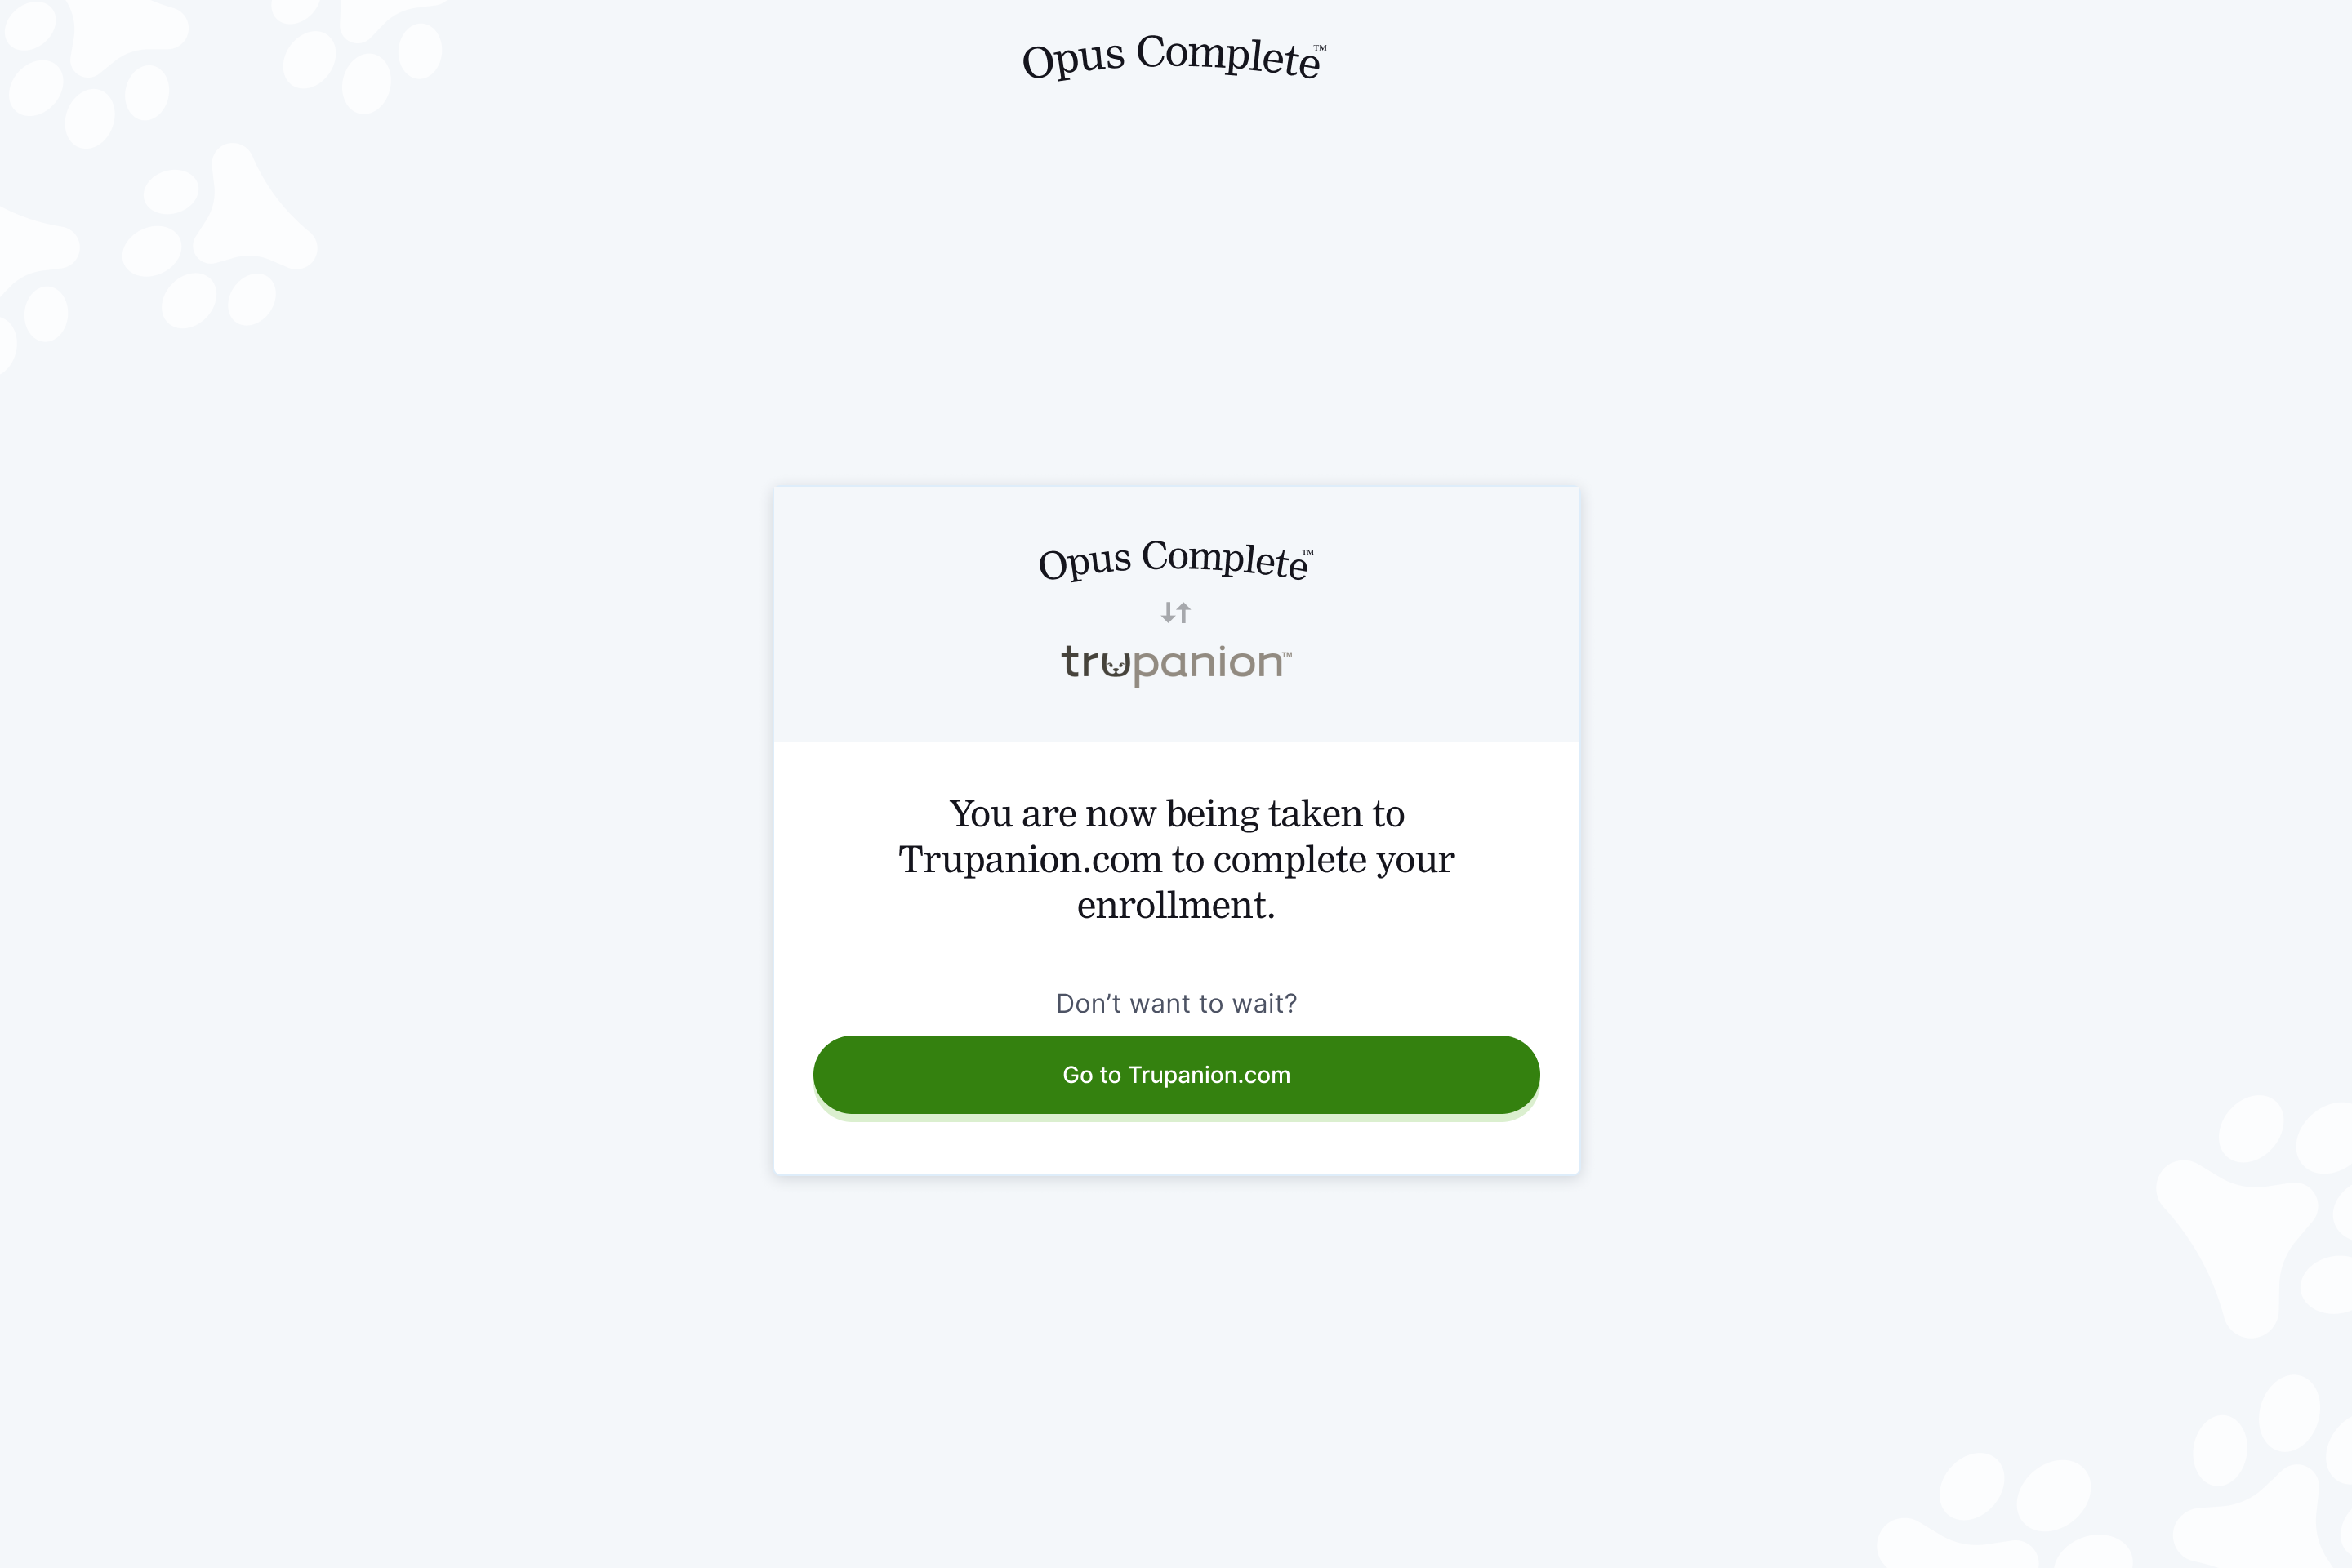 Opus Complete™
Opus Complete™
trupanion™
You are now being taken to
Trupanion.com to complete your
enrollment.
Don’t want to wait?
Go to Trupanion.com